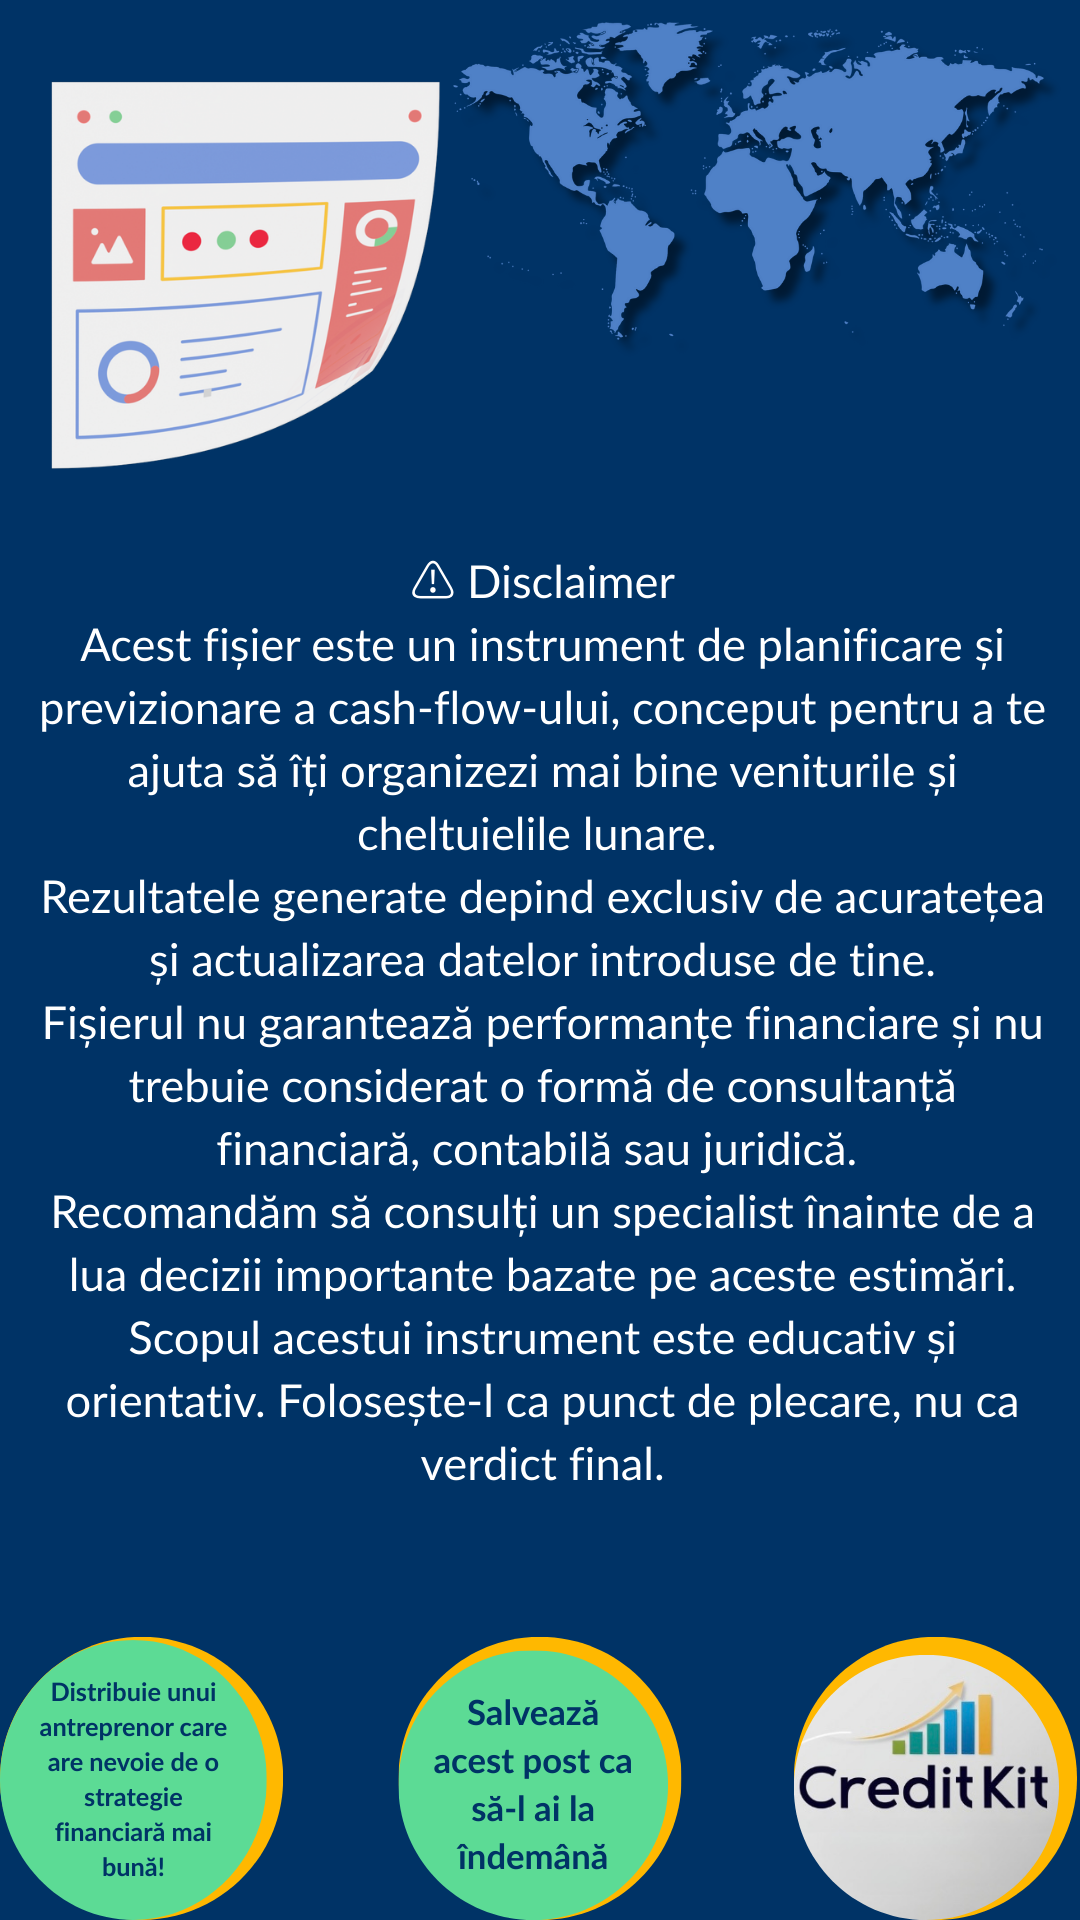 ⚠ Disclaimer
Acest fișier este un instrument de planificare și
previzionare a cash-flow-ului, conceput pentru a te
ajuta să îți organizezi mai bine veniturile și
cheltuielile lunare.
Rezultatele generate depind exclusiv de acuratețea
și actualizarea datelor introduse de tine.
Fișierul nu garantează performanțe financiare și nu
trebuie considerat o formă de consultanță
financiară, contabilă sau juridică.
Recomandăm să consulți un specialist înainte de a
lua decizii importante bazate pe aceste estimări.
Scopul acestui instrument este educativ și
orientativ. Folosește-l ca punct de plecare, nu ca
verdict final.
Distribuie unui
antreprenor care
are nevoie de o
strategie
financiară mai
bună!
Salvează
acest post ca
să-l ai la
îndemână
CreditKit